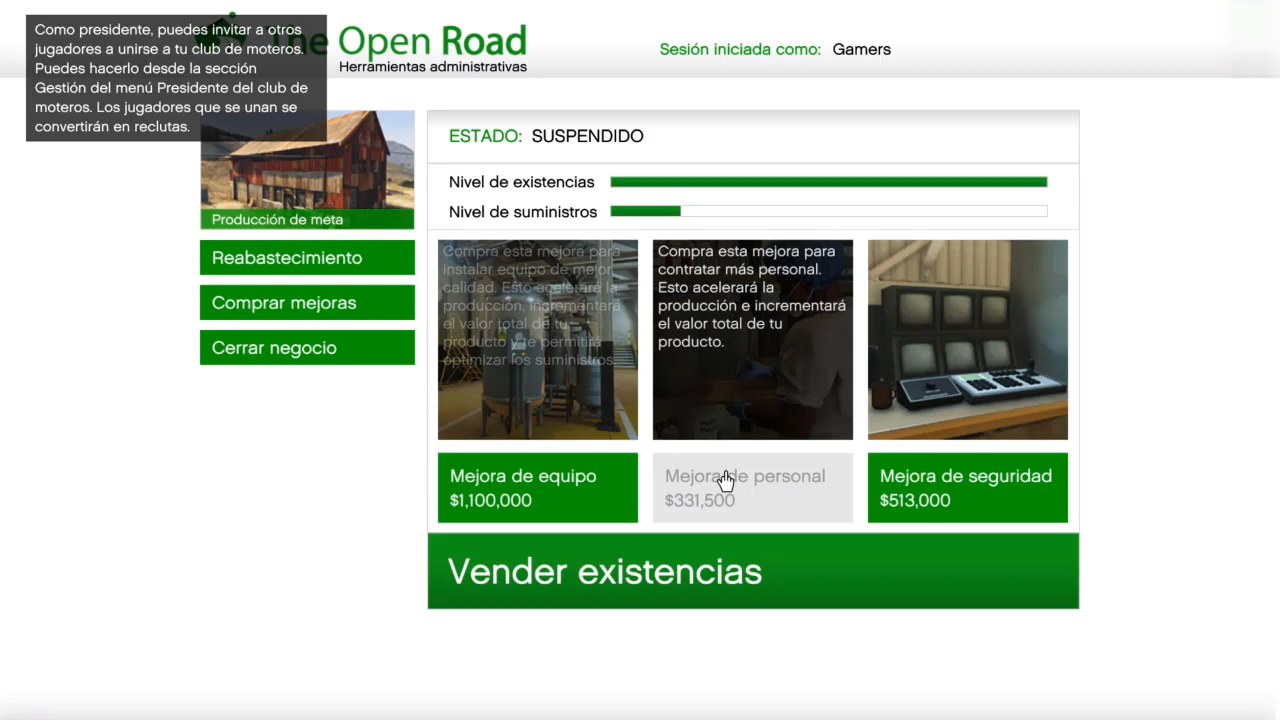 Como presidente, puedes invitar a otros
jugadores a unirse a tu club de moteros.
Puedes hacerlo desde la sección
Gestión del menú Presidente del club de
moteros. Los jugadores que se unan se
convertirán en reclutas.
The Open Road
Herramientas administrativas
Sesión iniciada como: Gamers
Producción de meta
Reabastecimiento
Comprar mejoras
Cerrar negocio
ESTADO: SUSPENDIDO
Nivel de existencias
Nivel de suministros
Compra esta mejora para
instalar equipo de mejor
calidad. Esto acelerará la
producción, incrementará
el valor total de tu
producto y te permitirá
optimizar los suministros.
Compra esta mejora para
contratar más personal.
Esto acelerará la
producción e incrementará
el valor total de tu
producto.
Mejora de equipo
$1,100,000
Mejora de personal
$331,500
Mejora de seguridad
$513,000
Vender existencias